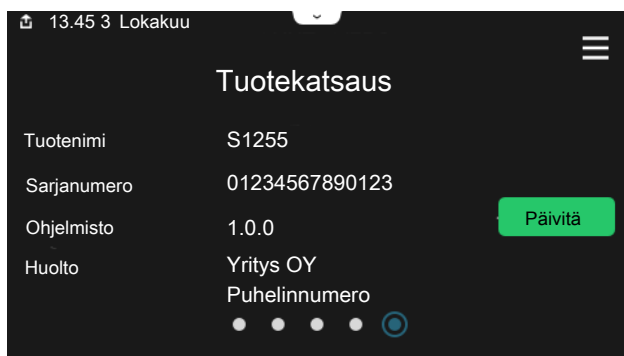 13.45 3 Lokakuu
Tuotekatsaus
Tuotenimi S1255
Sarjanumero 01234567890123
Ohjelmisto 1.0.0 Päivitä
Huolto Yritys OY
Puhelinnumero